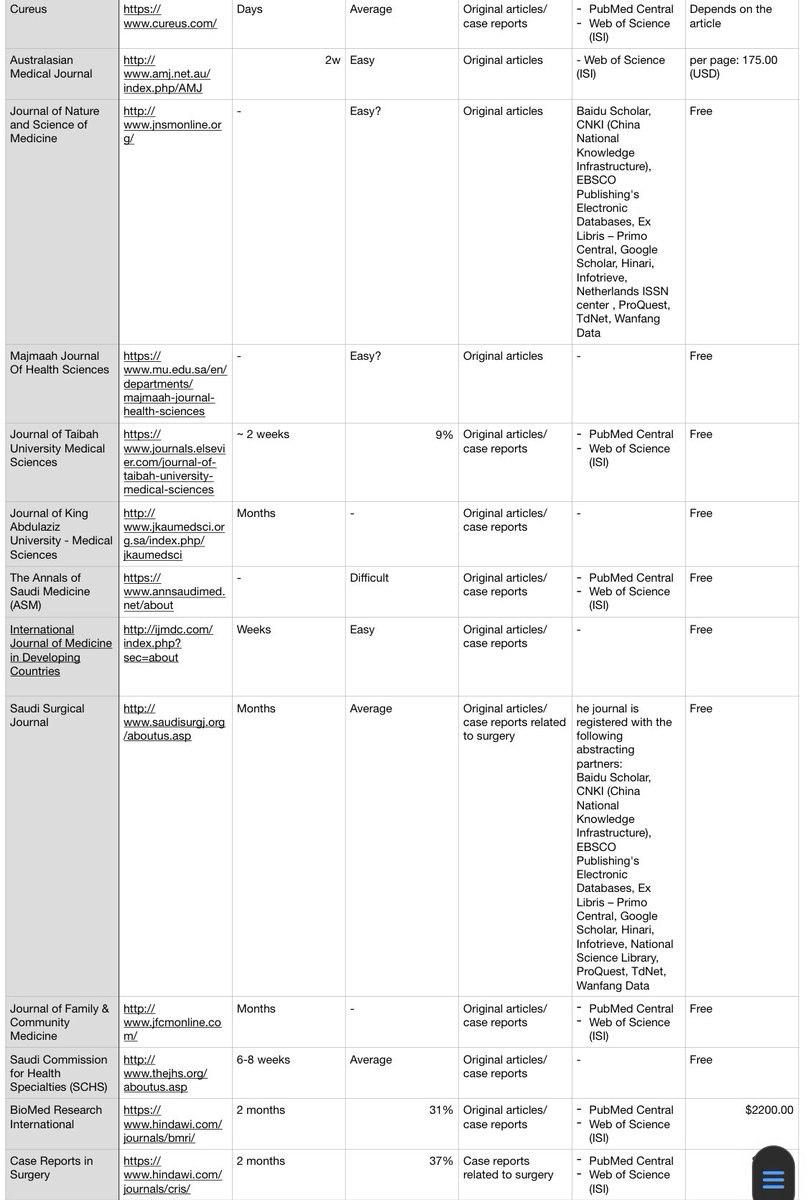 Cureus
https://
www.cureus.com/
Days
Average
Original articles/
case reports
- PubMed Central
- Web of Science
(ISI)
Depends on the
article
Australasian
Medical Journal
http://
www.amj.net.au/
index.php/AMJ
2w
Easy
Original articles
- Web of Science
(ISI)
per page: 175.00
(USD)
Journal of Nature
and Science of
Medicine
http://
www.jnsmonline.or
g/
-
Easy?
Original articles
Baidu Scholar,
CNKI (China
National
Knowledge
Infrastructure),
EBSCO
Publishing's
Electronic
Databases, Ex
Libris – Primo
Central, Google
Scholar, Hinari,
Infotrieve,
Netherlands ISSN
center , ProQuest,
TdNet, Wanfang
Data
Free
Majmaah Journal
Of Health Sciences
https://
www.mu.edu.sa/en/
departments/
majmaah-journal-
health-sciences
-
Easy?
Original articles
-
Free
Journal of Taibah
University Medical
Sciences
https://
www.journals.elsevi
er.com/journal-of-
taibah-university-
medical-sciences
~ 2 weeks
9%
Original articles/
case reports
- PubMed Central
- Web of Science
(ISI)
Free
Journal of King
Abdulaziz
University - Medical
Sciences
http://
www.jkaumedsci.or
g.sa/index.php/
jkaumedsci
Months
-
Original articles/
case reports
-
Free
The Annals of
Saudi Medicine
(ASM)
https://
www.annsaudimed.
net/about
-
Difficult
Original articles/
case reports
- PubMed Central
- Web of Science
(ISI)
Free
International
Journal of Medicine
in Developing
Countries
http://ijmdc.com/
index.php?
sec=about
Weeks
Easy
Original articles/
case reports
-
Free
Saudi Surgical
Journal
http://
www.saudisurgj.org
/aboutus.asp
Months
Average
Original articles/
case reports related
to surgery
he journal is
registered with the
following
abstracting
partners:
Baidu Scholar,
CNKI (China
National
Knowledge
Infrastructure),
EBSCO
Publishing's
Electronic
Databases, Ex
Libris – Primo
Central, Google
Scholar, Hinari,
Infotrieve, National
Science Library,
ProQuest, TdNet,
Wanfang Data
Free
Journal of Family &
Community
Medicine
http://
www.jfcmonline.co
m/
Months
-
Original articles/
case reports
- PubMed Central
- Web of Science
(ISI)
Free
Saudi Commission
for Health
Specialties (SCHS)
http://
www.thejhs.org/
aboutus.asp
6-8 weeks
Average
Original articles/
case reports
-
Free
BioMed Research
International
https://
www.hindawi.com/
journals/bmri/
2 months
31%
Original articles/
case reports
- PubMed Central
- Web of Science
(ISI)
$2200.00
Case Reports in
Surgery
https://
www.hindawi.com/
journals/cris/
2 months
37%
Case reports
related to surgery
- PubMed Central
- Web of Science
(ISI)